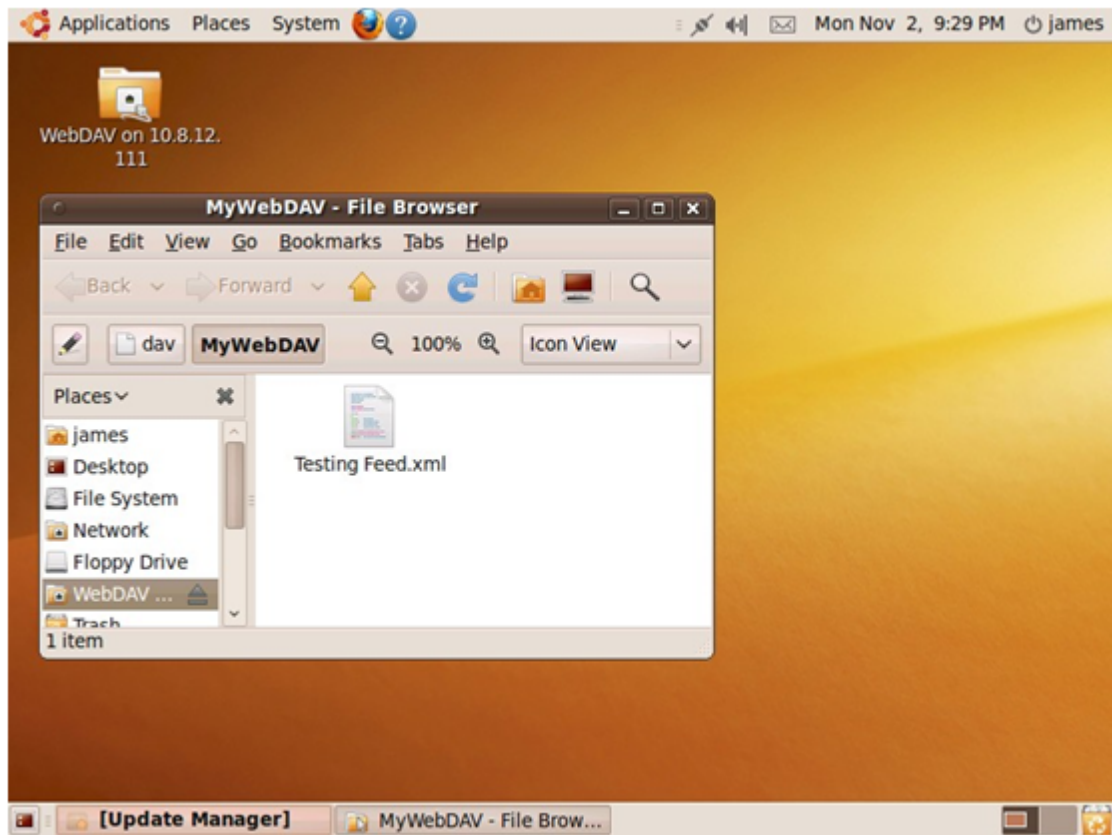 Applications Places System Mon Nov 2, 9:29 PM james
WebDAV on 10.8.12.
111
MyWebDAV - File Browser
File Edit View Go Bookmarks Tabs Help
Back Forward
dav MyWebDAV 100% Icon View
Places
james
Desktop
File System
Network
Floppy Drive
WebDAV ...
Trash
Testing Feed.xml
1 item
[Update Manager] MyWebDAV - File Brow...